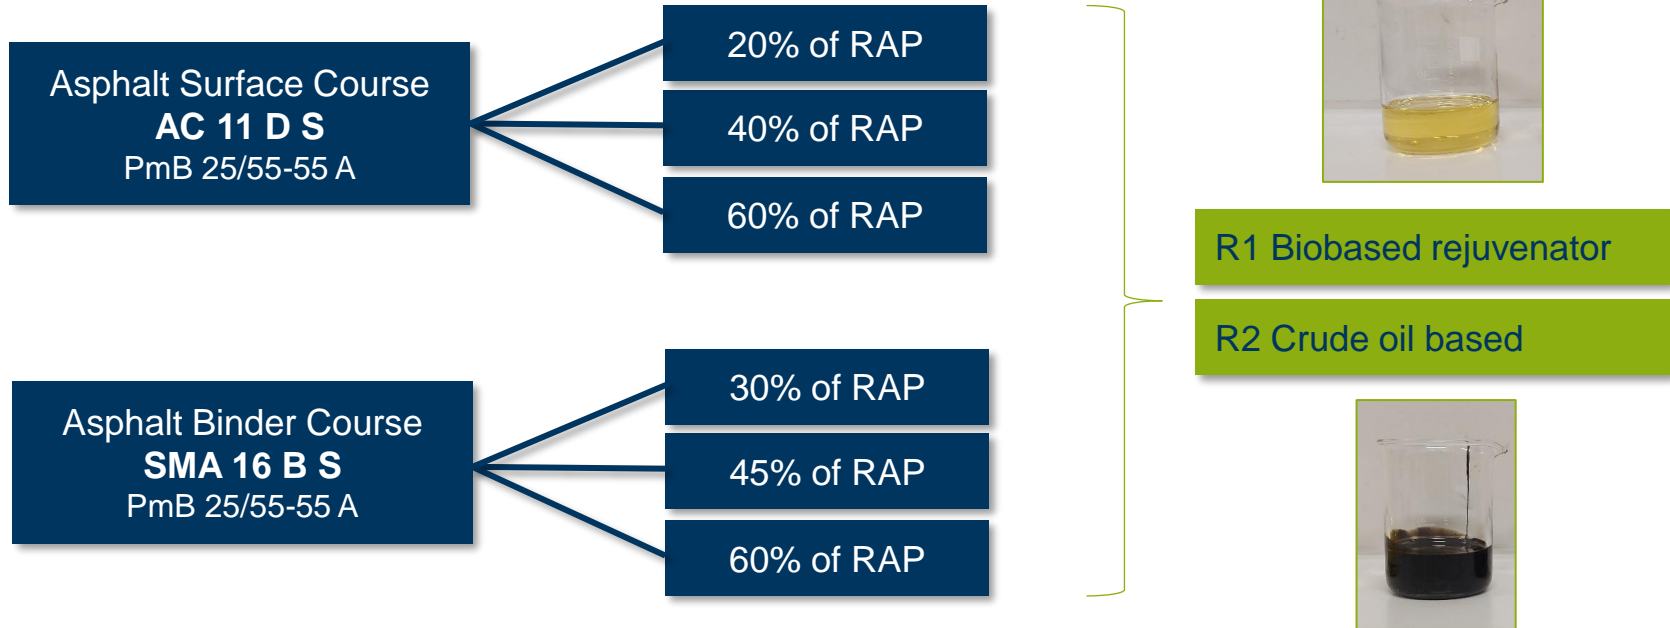 Asphalt Surface Course
AC 11 D S
PmB 25/55-55 A
20% of RAP
40% of RAP
60% of RAP
Asphalt Binder Course
SMA 16 B S
PmB 25/55-55 A
30% of RAP
45% of RAP
60% of RAP
R1 Biobased rejuvenator
R2 Crude oil based